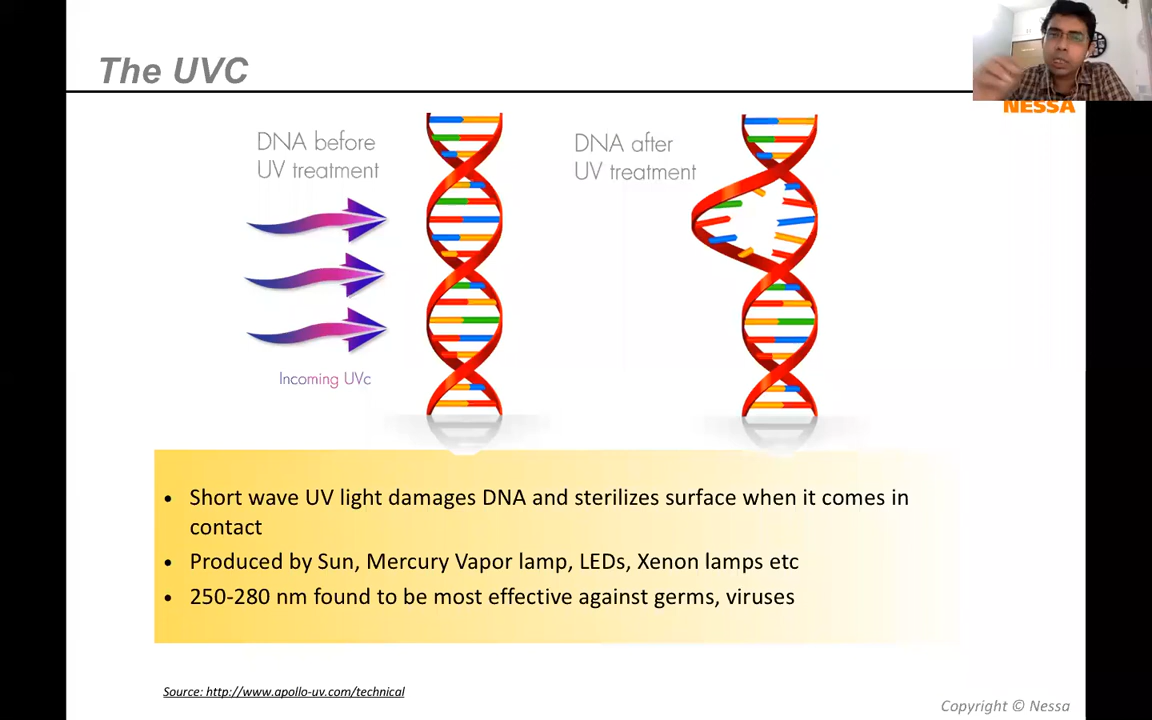 The UVC
NESSA
DNA before
UV treatment
DNA after
UV treatment
Incoming UVc
• Short wave UV light damages DNA and sterilizes surface when it comes in
contact
• Produced by Sun, Mercury Vapor lamp, LEDs, Xenon lamps etc
• 250-280 nm found to be most effective against germs, viruses
Source: http://www.apollo-uv.com/technical
Copyright © Nessa